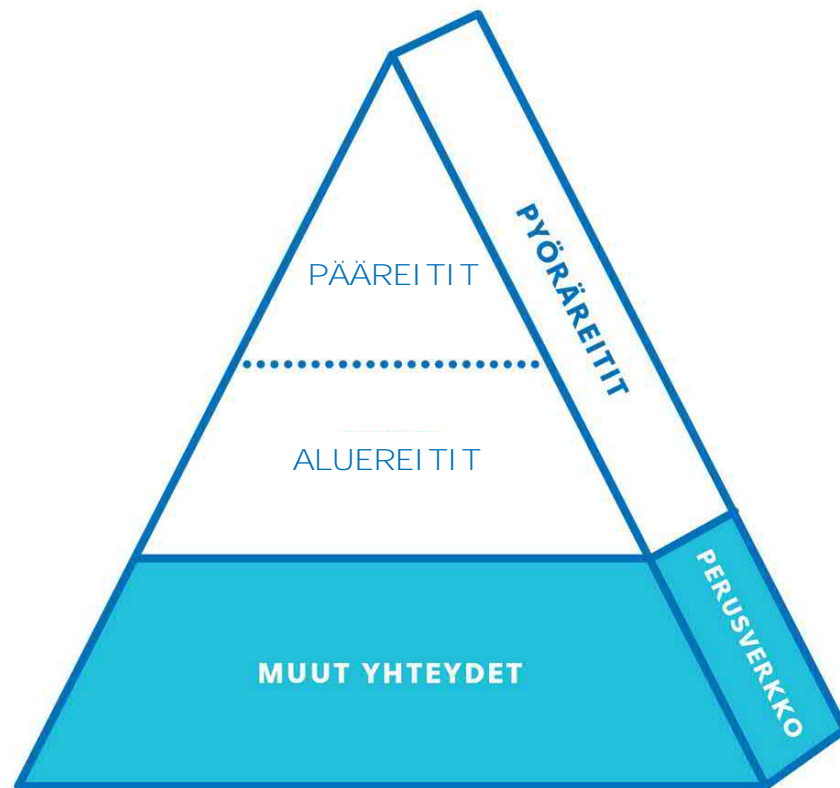 PÄÄREITIT
PYÖRÄREITIT
ALUEREITIT
MUUT YHTEYDET
PERUSVERKKO